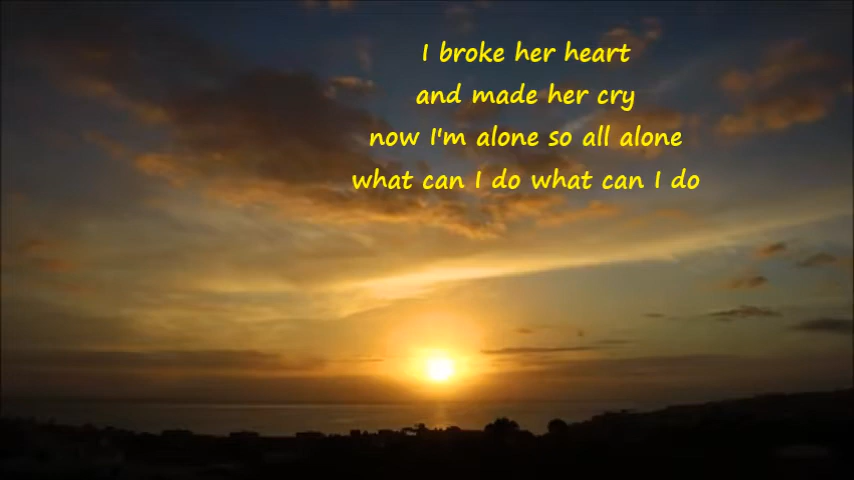 I broke her heart
and made her cry
now I'm alone so all alone
what can I do what can I do